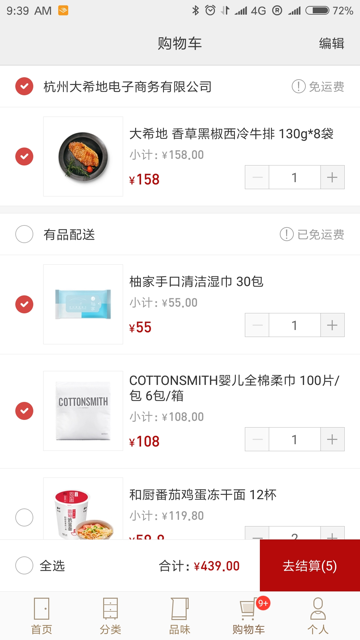 9:39 AM 4G 72%
购物车 编辑
杭州大希地电子商务有限公司 免运费
大希地 香草黑椒西冷牛排 130g*8袋
小计：¥158.00
¥158 — 1 +
有品配送 已免运费
柚家手口清洁湿巾 30包
小计：¥55.00
¥55 — 1 +
COTTONSMITH婴儿全棉柔巾 100片/
包 6包/箱
COTTONSMITH
小计：¥108.00
¥108 — 1 +
和厨番茄鸡蛋冻干面 12杯
小计：¥119.80
¥59.9 — 2 +
全选 合计：¥439.00 去结算(5)
9+
首页 分类 品味 购物车 个人